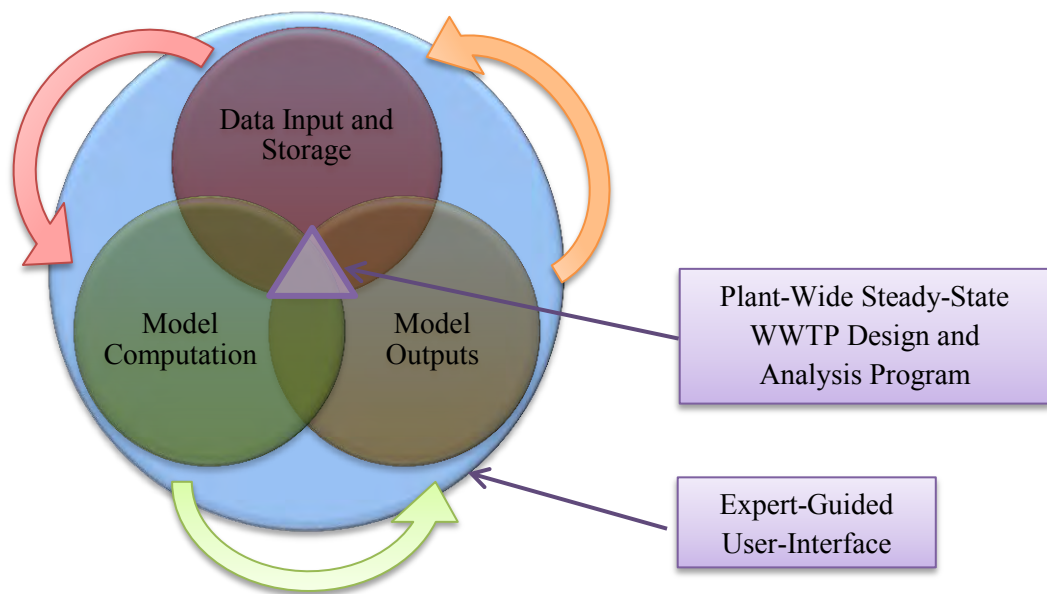 Data Input and
Storage
Model
Computation
Model
Outputs
Plant-Wide Steady-State
WWTP Design and
Analysis Program
Expert-Guided
User-Interface